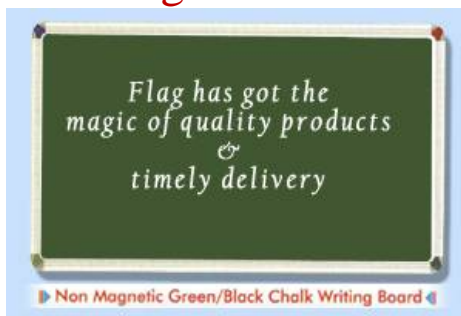 Flag has got the
magic of quality products
&
timely delivery
Non Magnetic Green/Black Chalk Writing Board